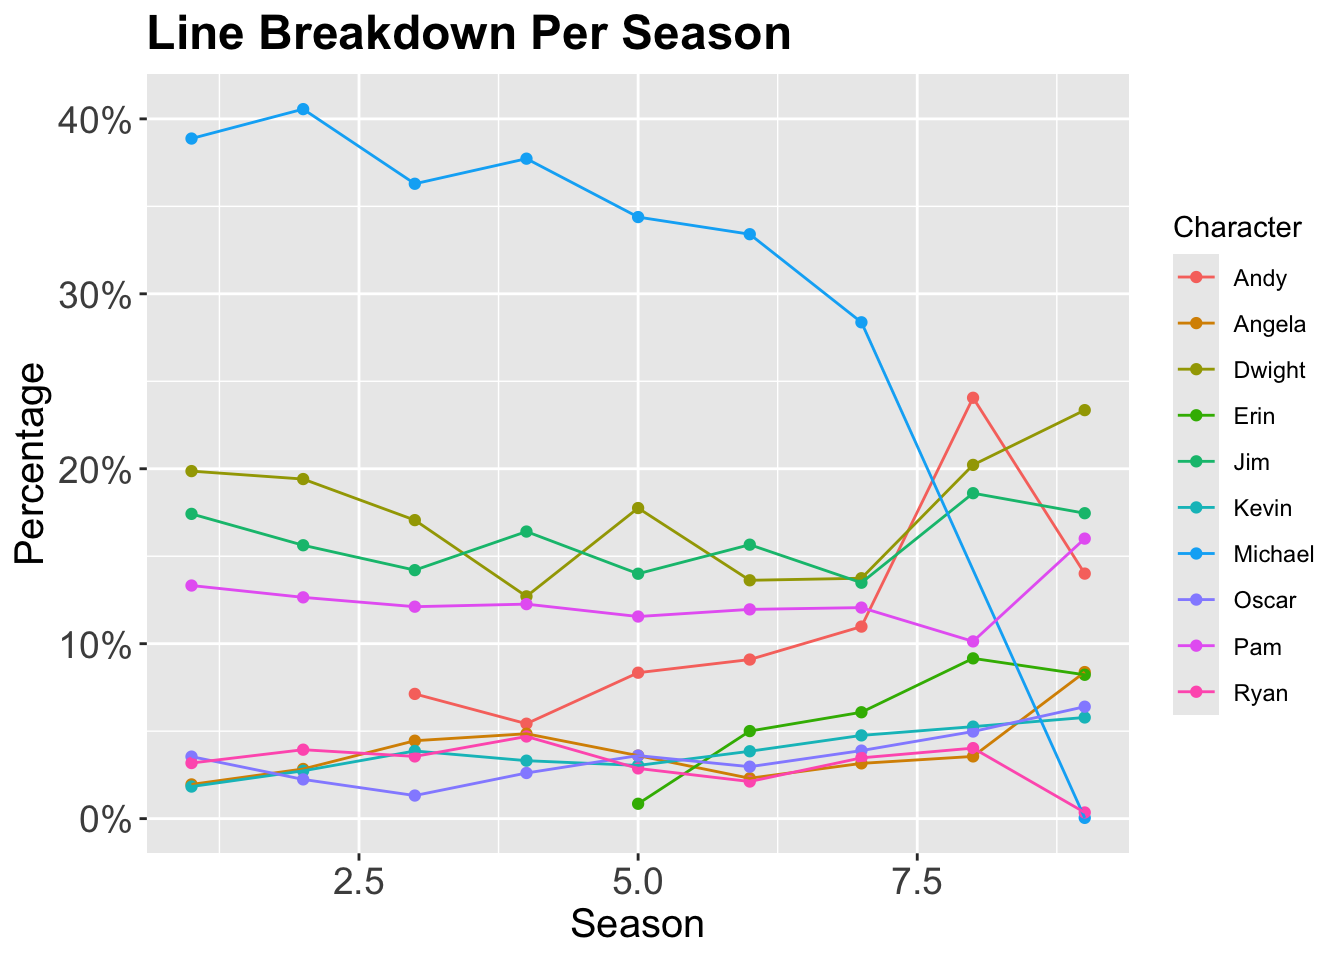 Line Breakdown Per Season
40%
30%
20%
10%
0%
Percentage
2.5
5.0
7.5
Season
Character
Andy
Angela
Dwight
Erin
Jim
Kevin
Michael
Oscar
Pam
Ryan